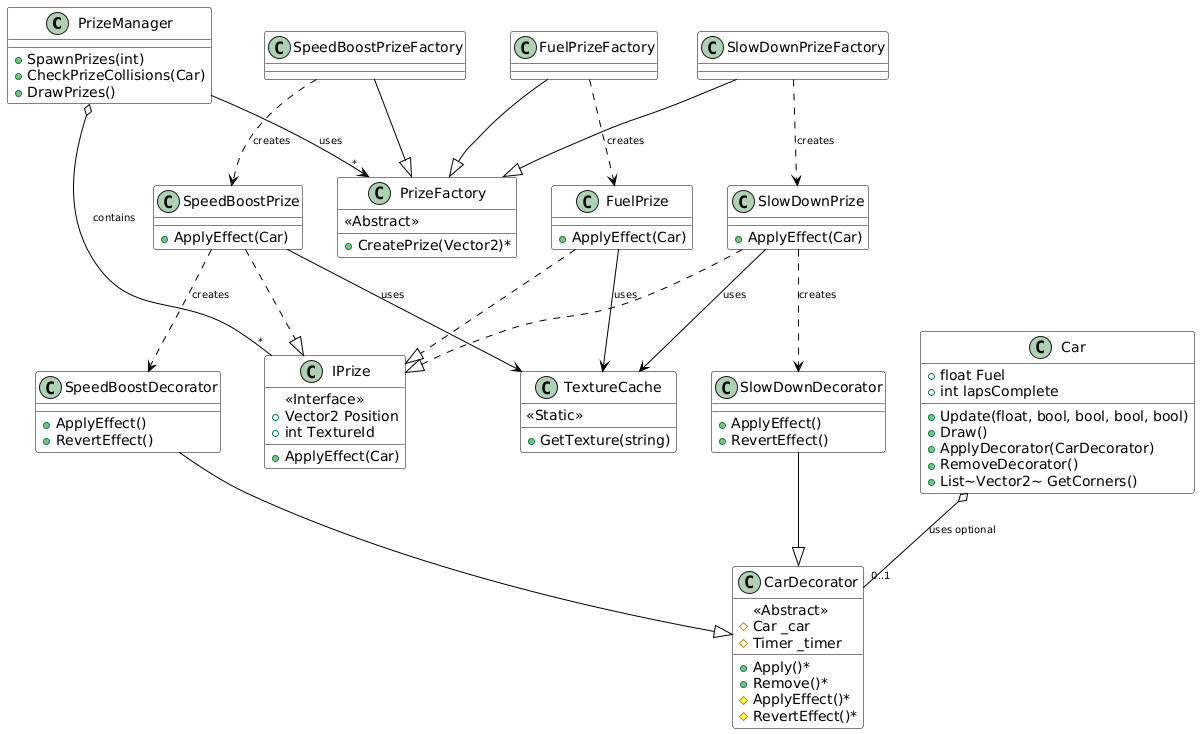 C PrizeManager
SpawnPrizes(int)
CheckPrizeCollisions(Car)
DrawPrizes()
C SpeedBoostPrizeFactory
C FuelPrizeFactory
C SlowDownPrizeFactory
creates
uses
creates
creates
*
C SpeedBoostPrize
ApplyEffect(Car)
C PrizeFactory
«Abstract»
CreatePrize(Vector2)*
C FuelPrize
ApplyEffect(Car)
C SlowDownPrize
ApplyEffect(Car)
contains
creates
uses
uses
uses
creates
*
C SpeedBoostDecorator
ApplyEffect()
RevertEffect()
C IPrize
«Interface»
Vector2 Position
int TextureId
ApplyEffect(Car)
C TextureCache
«Static»
GetTexture(string)
C SlowDownDecorator
ApplyEffect()
RevertEffect()
C Car
float Fuel
int lapsComplete
Update(float, bool, bool, bool, bool)
Draw()
ApplyDecorator(CarDecorator)
RemoveDecorator()
List~Vector2~ GetCorners()
uses optional
0..1
C CarDecorator
«Abstract»
Car _car
Timer _timer
Apply()*
Remove()*
ApplyEffect()*
RevertEffect()*